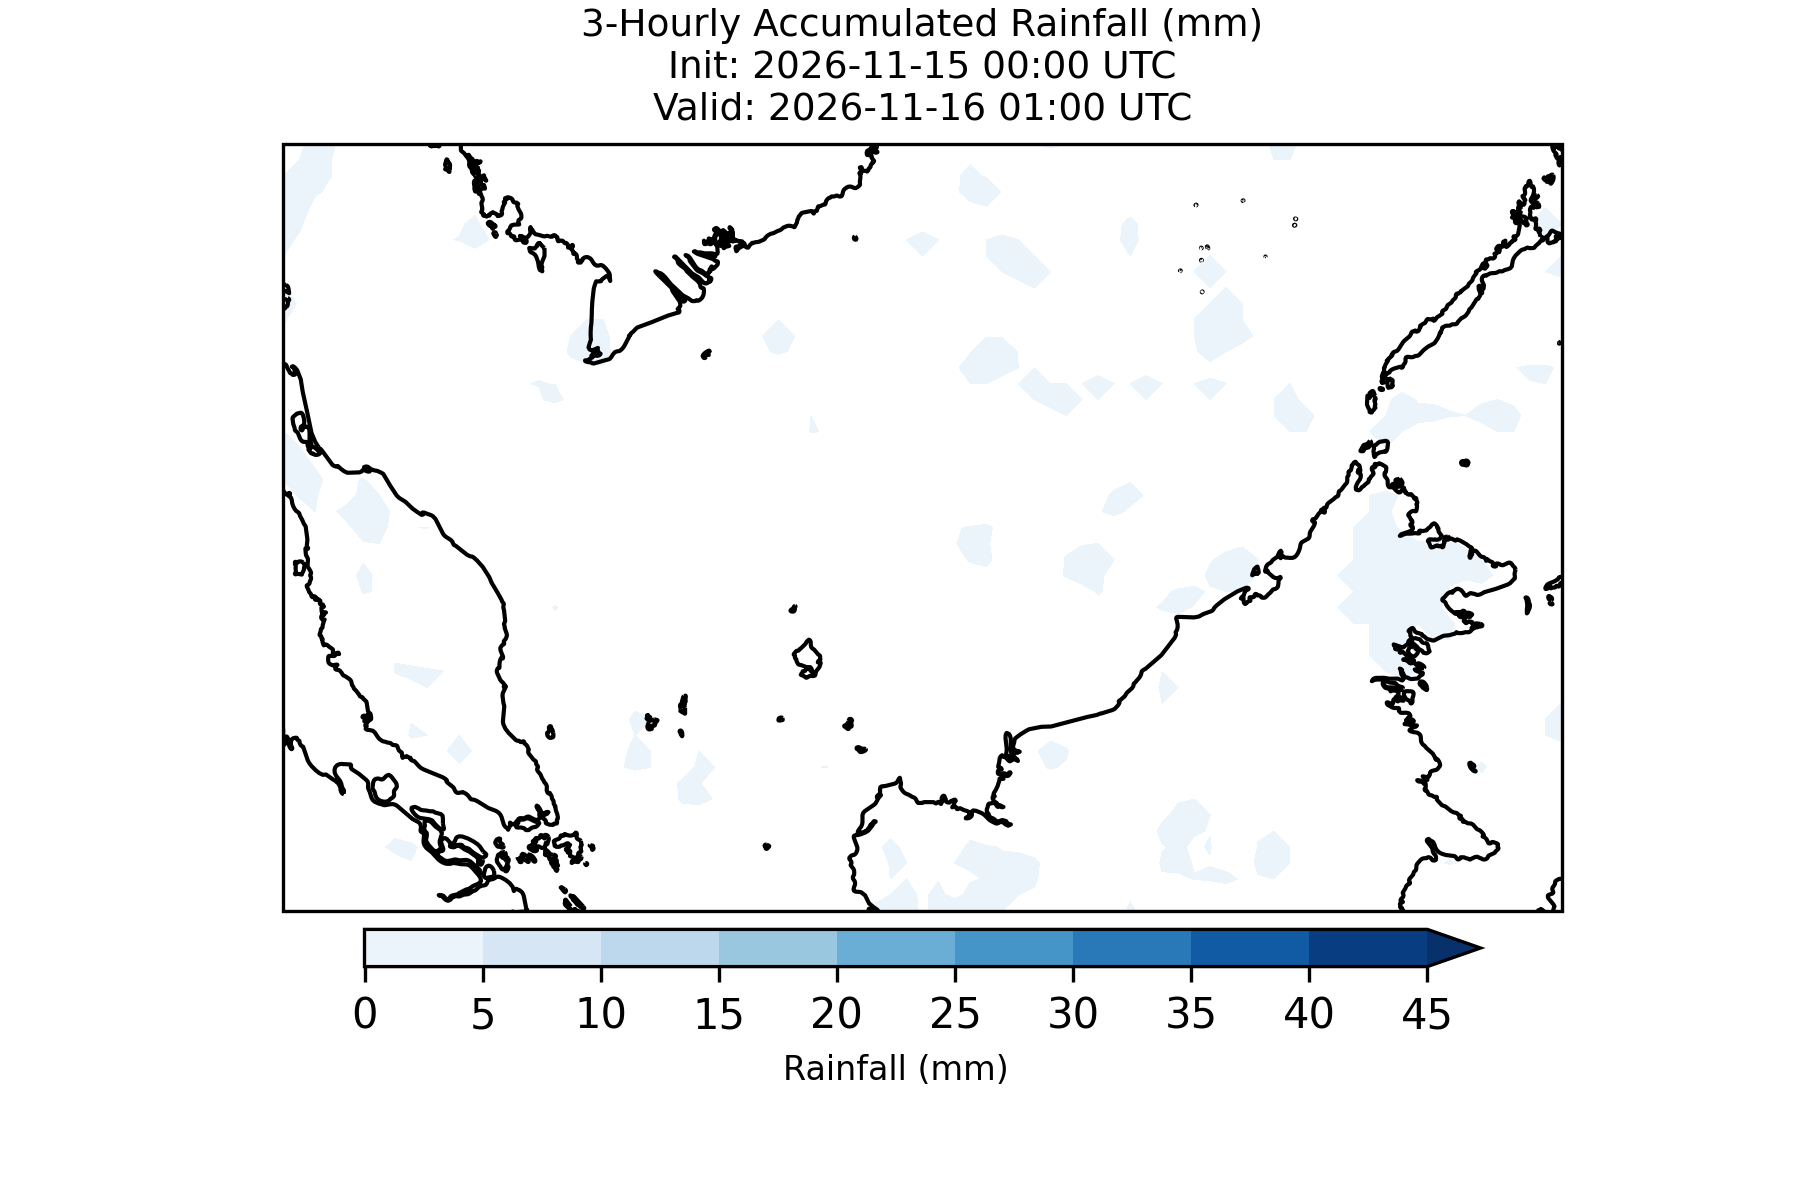 3-Hourly Accumulated Rainfall (mm)
Init: 2026-11-15 00:00 UTC
Valid: 2026-11-16 01:00 UTC
0 5 10 15 20 25 30 35 40 45
Rainfall (mm)